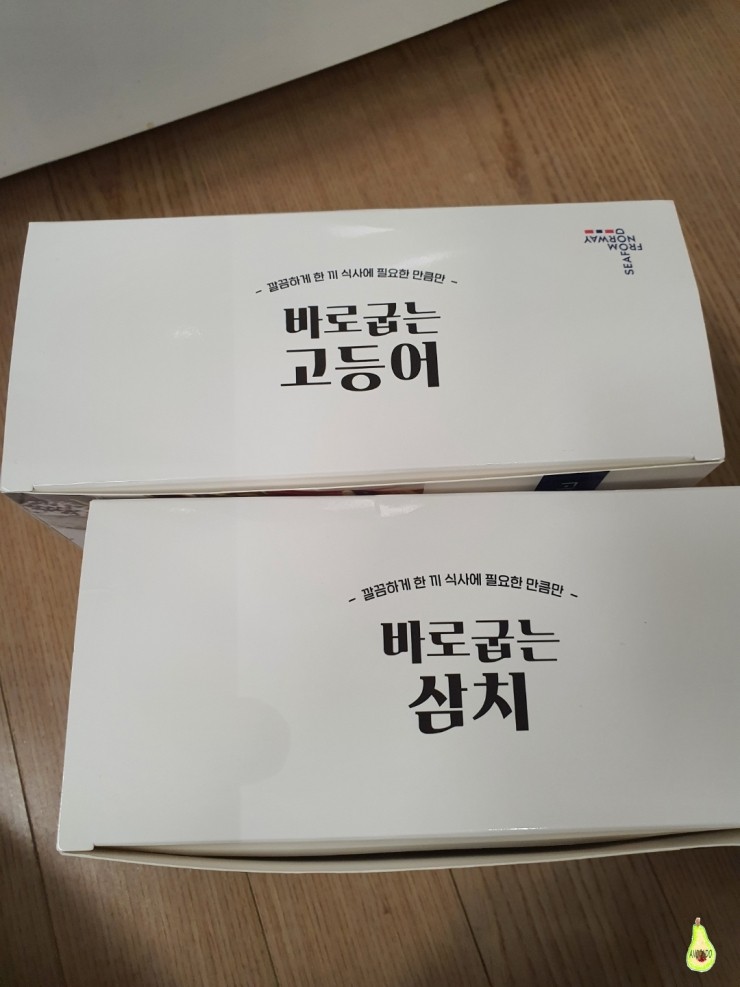 - 깔끔하게 한 끼 식사에 필요한 만큼만 -
바로굽는
고등어
SEAFOOD
FROM
NORWAY
- 깔끔하게 한 끼 식사에 필요한 만큼만 -
바로굽는
삼치